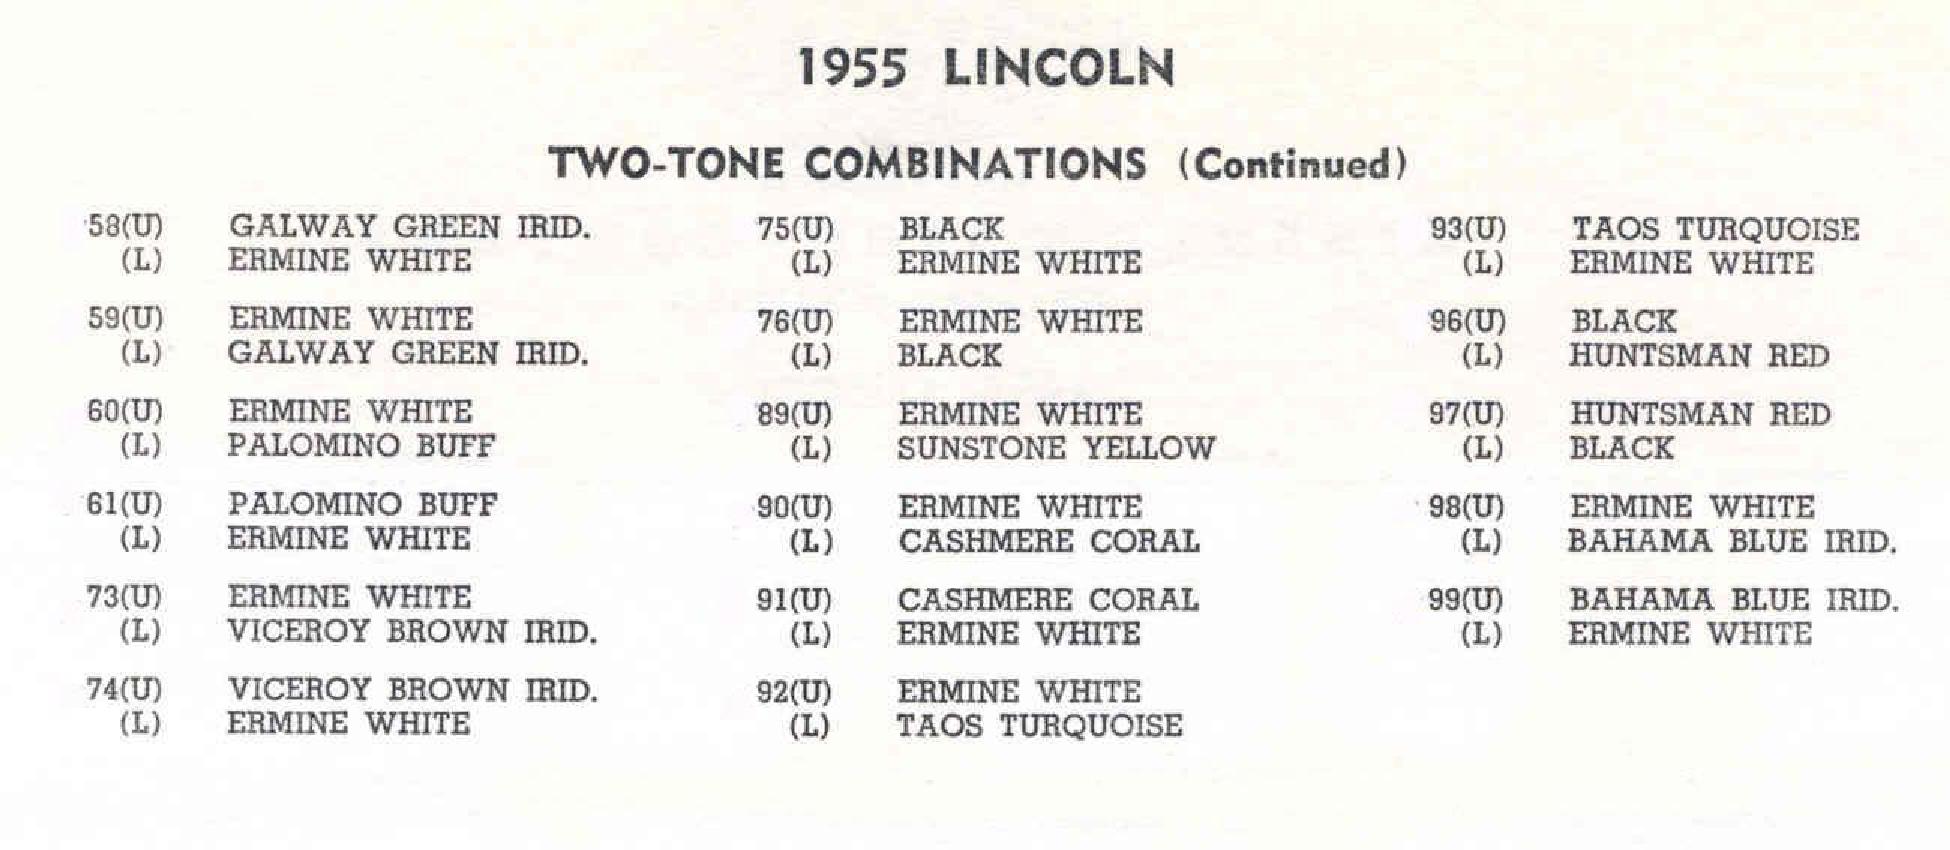 1955 LINCOLN
TWO-TONE COMBINATIONS (Continued)
58(U) GALWAY GREEN IRID.
(L) ERMINE WHITE
59(U) ERMINE WHITE
(L) GALWAY GREEN IRID.
60(U) ERMINE WHITE
(L) PALOMINO BUFF
61(U) PALOMINO BUFF
(L) ERMINE WHITE
73(U) ERMINE WHITE
(L) VICEROY BROWN IRID.
74(U) VICEROY BROWN IRID.
(L) ERMINE WHITE
75(U) BLACK
(L) ERMINE WHITE
76(U) ERMINE WHITE
(L) BLACK
89(U) ERMINE WHITE
(L) SUNSTONE YELLOW
90(U) ERMINE WHITE
(L) CASHMERE CORAL
91(U) CASHMERE CORAL
(L) ERMINE WHITE
92(U) ERMINE WHITE
(L) TAOS TURQUOISE
93(U) TAOS TURQUOISE
(L) ERMINE WHITE
96(U) BLACK
(L) HUNTSMAN RED
97(U) HUNTSMAN RED
(L) BLACK
98(U) ERMINE WHITE
(L) BAHAMA BLUE IRID.
99(U) BAHAMA BLUE IRID.
(L) ERMINE WHITE